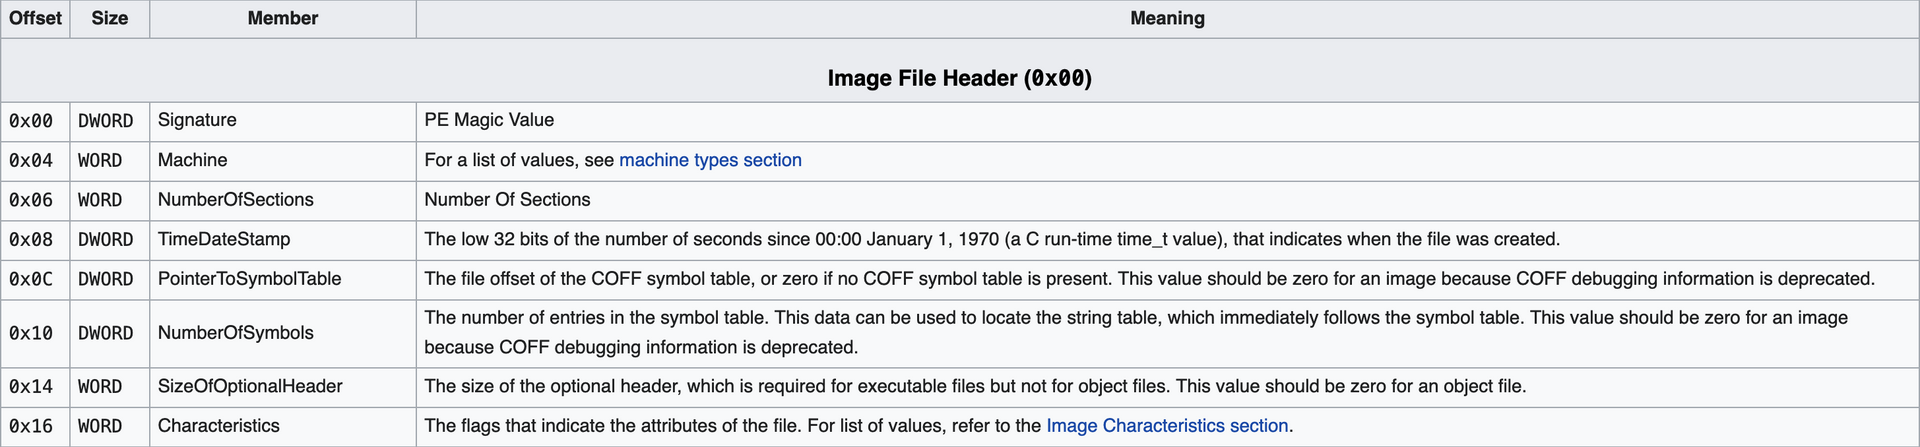 Offset Size Member Meaning
Image File Header (0x00)
0x00 DWORD Signature PE Magic Value
0x04 WORD Machine For a list of values, see machine types section
0x06 WORD NumberOfSections Number Of Sections
0x08 DWORD TimeDateStamp The low 32 bits of the number of seconds since 00:00 January 1, 1970 (a C run-time time_t value), that indicates when the file was created.
0x0C DWORD PointerToSymbolTable The file offset of the COFF symbol table, or zero if no COFF symbol table is present. This value should be zero for an image because COFF debugging information is deprecated.
0x10 DWORD NumberOfSymbols The number of entries in the symbol table. This data can be used to locate the string table, which immediately follows the symbol table. This value should be zero for an image
because COFF debugging information is deprecated.
0x14 WORD SizeOfOptionalHeader The size of the optional header, which is required for executable files but not for object files. This value should be zero for an object file.
0x16 WORD Characteristics The flags that indicate the attributes of the file. For list of values, refer to the Image Characteristics section.